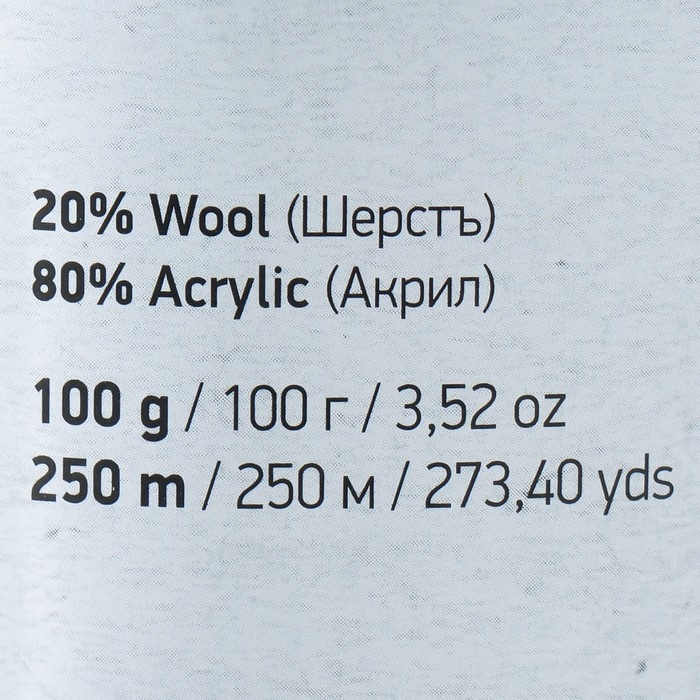 20% Wool (Шерстъ)
80% Acrylic (Акрил)
100 g / 100 г / 3,52 oz
250 m / 250 м / 273,40 yds